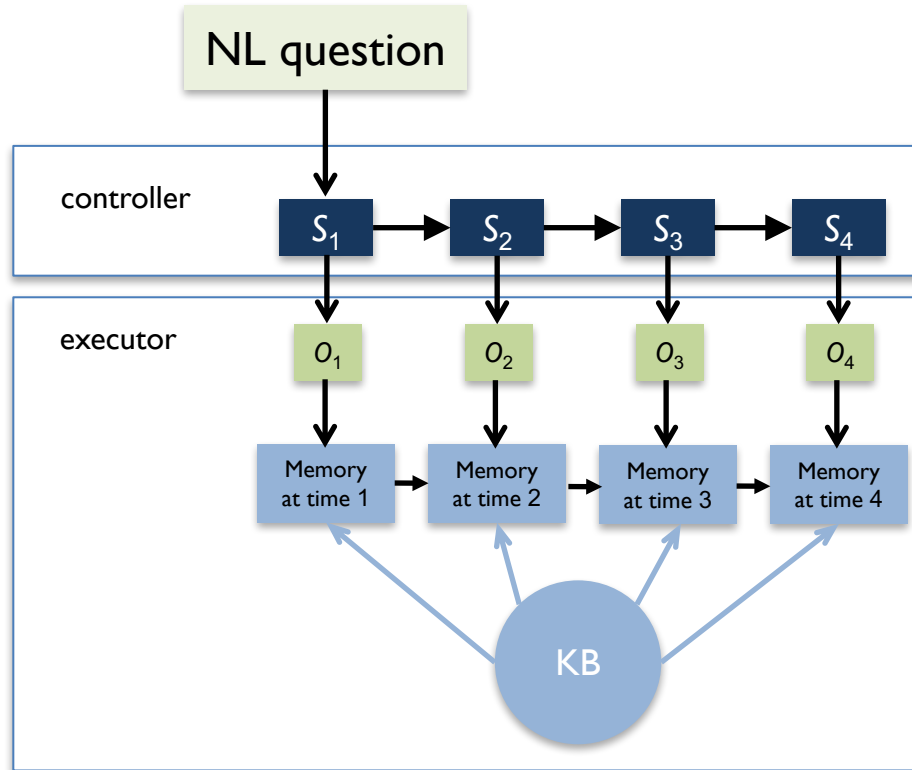 NL question
controller
S1
S2
S3
S4
executor
O1
O2
O3
O4
Memory
at time 1
Memory
at time 2
Memory
at time 3
Memory
at time 4
KB